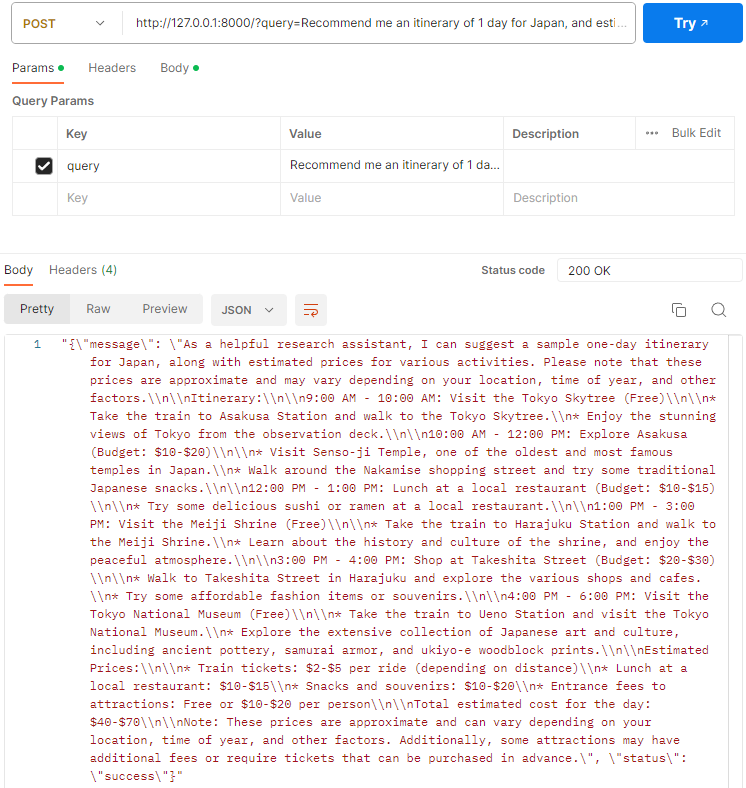 POST http://127.0.0.1:8000/?query=Recommend me an itinerary of 1 day for Japan, and esti... Try ↗
Params Headers Body
Query Params
Key Value Description ••• Bulk Edit
query Recommend me an itinerary of 1 da...
Key Value Description
Body Headers (4) Status code 200 OK
Pretty Raw Preview JSON
1 "{\"message\": \"As a helpful research assistant, I can suggest a sample one-day itinerary
for Japan, along with estimated prices for various activities. Please note that these
prices are approximate and may vary depending on your location, time of year, and other
factors.\\n\\nItinerary:\\n\\n9:00 AM - 10:00 AM: Visit the Tokyo Skytree (Free)\\n\\n*
Take the train to Asakusa Station and walk to the Tokyo Skytree.\\n* Enjoy the stunning
views of Tokyo from the observation deck.\\n\\n10:00 AM - 12:00 PM: Explore Asakusa
(Budget: $10-$20)\\n\\n* Visit Senso-ji Temple, one of the oldest and most famous
temples in Japan.\\n* Walk around the Nakamise shopping street and try some traditional
Japanese snacks.\\n\\n12:00 PM - 1:00 PM: Lunch at a local restaurant (Budget: $10-$15)
\\n\\n* Try some delicious sushi or ramen at a local restaurant.\\n\\n1:00 PM - 3:00
PM: Visit the Meiji Shrine (Free)\\n\\n* Take the train to Harajuku Station and walk to
the Meiji Shrine.\\n* Learn about the history and culture of the shrine, and enjoy the
peaceful atmosphere.\\n\\n3:00 PM - 4:00 PM: Shop at Takeshita Street (Budget: $20-$30)
\\n\\n* Walk to Takeshita Street in Harajuku and explore the various shops and cafes.
\\n* Try some affordable fashion items or souvenirs.\\n\\n4:00 PM - 6:00 PM: Visit the
Tokyo National Museum (Free)\\n\\n* Take the train to Ueno Station and visit the Tokyo
National Museum.\\n* Explore the extensive collection of Japanese art and culture,
including ancient pottery, samurai armor, and ukiyo-e woodblock prints.\\n\\nEstimated
Prices:\\n\\n* Train tickets: $2-$5 per ride (depending on distance)\\n* Lunch at a
local restaurant: $10-$15\\n* Snacks and souvenirs: $10-$20\\n* Entrance fees to
attractions: Free or $10-$20 per person\\n\\nTotal estimated cost for the day:
$40-$70\\n\\nNote: These prices are approximate and can vary depending on your
location, time of year, and other factors. Additionally, some attractions may have
additional fees or require tickets that can be purchased in advance.\", \"status\":
\"success\"}"